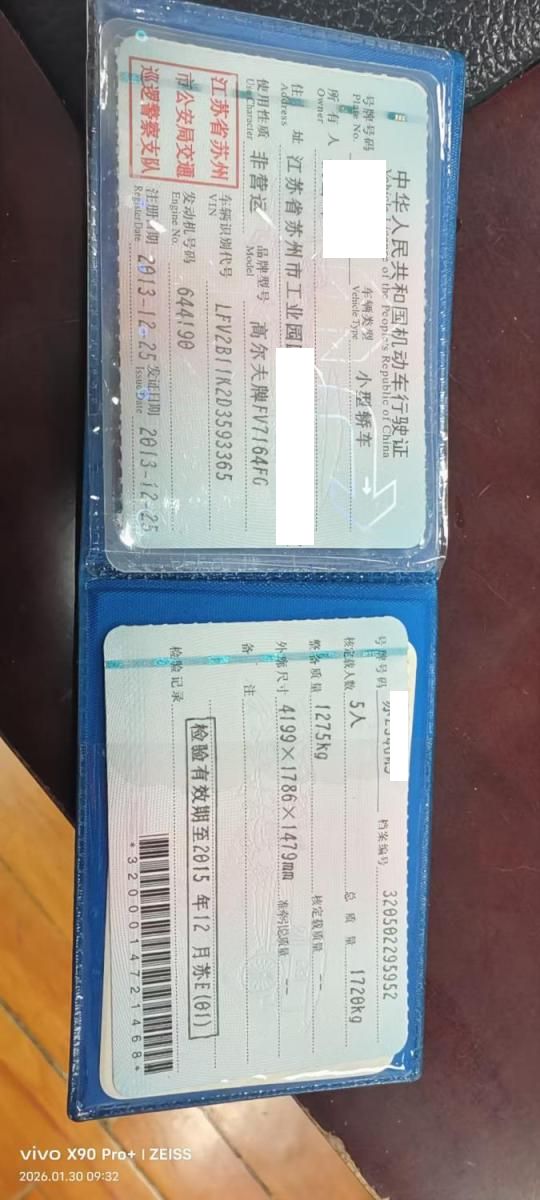 中华人民共和国机动车行驶证
Vehicle License of the People's Republic of China
号牌号码
Plate No.
车辆类型 小型轿车
Vehicle Type
所有人
Owner
住址 江苏省苏州市工业园
Address
使用性质 非营运 品牌型号 高尔夫牌FV7164FG
Use Character Model
江苏省苏州
市公安局交通
巡逻警察支队
车辆识别代号 LFV2B11K2D3593365
VIN
发动机号码 644190
Engine No.
注册日期 2013-12-25 发证日期 2013-12-25
Register Date Issue Date
号牌号码 档案编号 320502295952
核定载人数 5人 总质量 1720kg
整备质量 1275kg 核定载质量 --
外廓尺寸 4199×1786×1479mm 准牵引总质量 --
备注
检验有效期至2015年12月苏E(01)
检验记录
*3200014721468*
vivo X90 Pro+ | ZEISS
2026.01.30 09:32